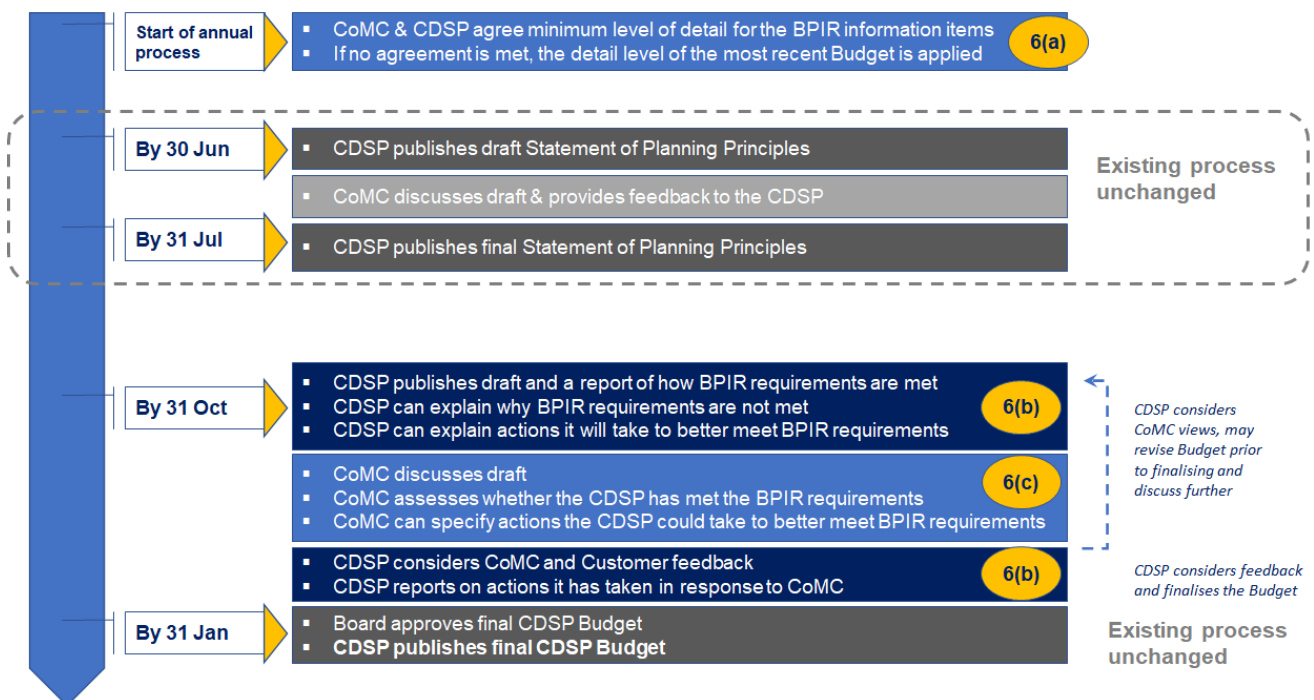 Start of annual
process
▪ CoMC & CDSP agree minimum level of detail for the BPIR information items
▪ If no agreement is met, the detail level of the most recent Budget is applied
6(a)
By 30 Jun
▪ CDSP publishes draft Statement of Planning Principles
▪ CoMC discusses draft & provides feedback to the CDSP
By 31 Jul
▪ CDSP publishes final Statement of Planning Principles
Existing process
unchanged
By 31 Oct
▪ CDSP publishes draft and a report of how BPIR requirements are met
▪ CDSP can explain why BPIR requirements are not met
▪ CDSP can explain actions it will take to better meet BPIR requirements
6(b)
▪ CoMC discusses draft
▪ CoMC assesses whether the CDSP has met the BPIR requirements
▪ CoMC can specify actions the CDSP could take to better meet BPIR requirements
6(c)
CDSP considers
CoMC views, may
revise Budget prior
to finalising and
discuss further
▪ CDSP considers CoMC and Customer feedback
▪ CDSP reports on actions it has taken in response to CoMC
6(b)
CDSP considers feedback
and finalises the Budget
By 31 Jan
▪ Board approves final CDSP Budget
▪ CDSP publishes final CDSP Budget
Existing process
unchanged